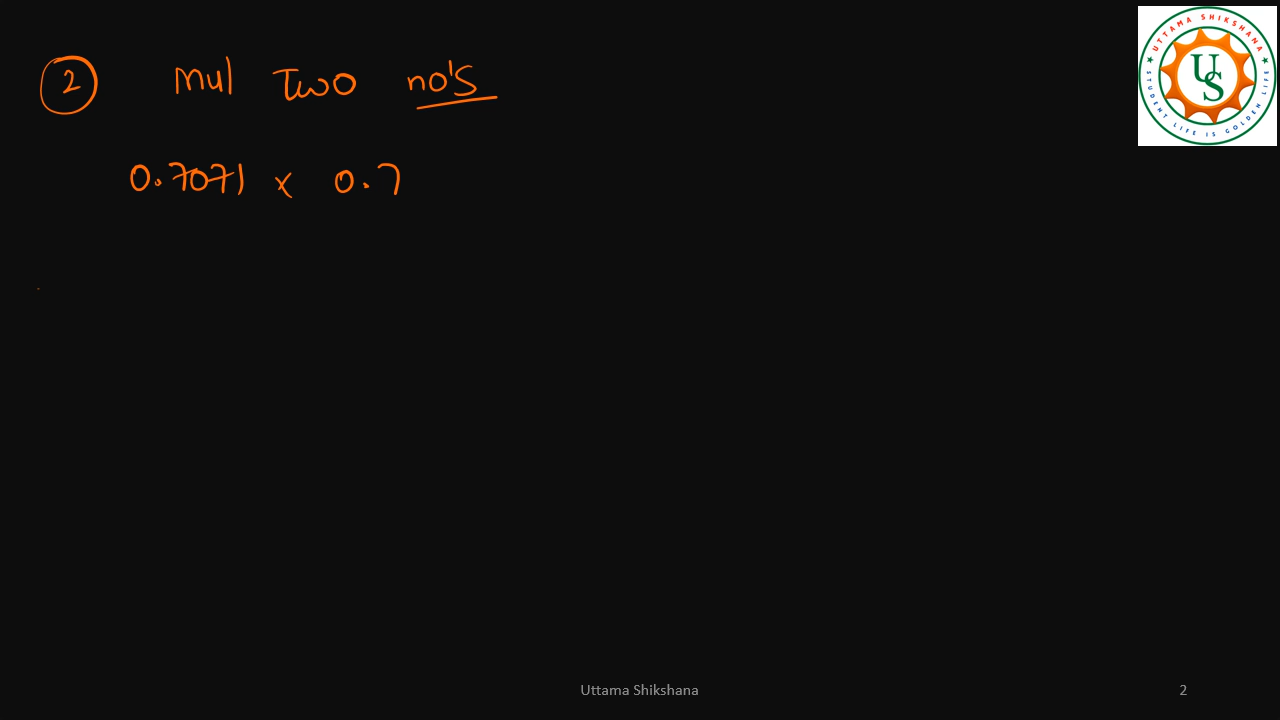 2 mul Two no's
0.7071 x 0.7
UTTAMA SHIKSHANA
US
STUDENT LIFE IS GOLDEN LIFE
Uttama Shikshana
2